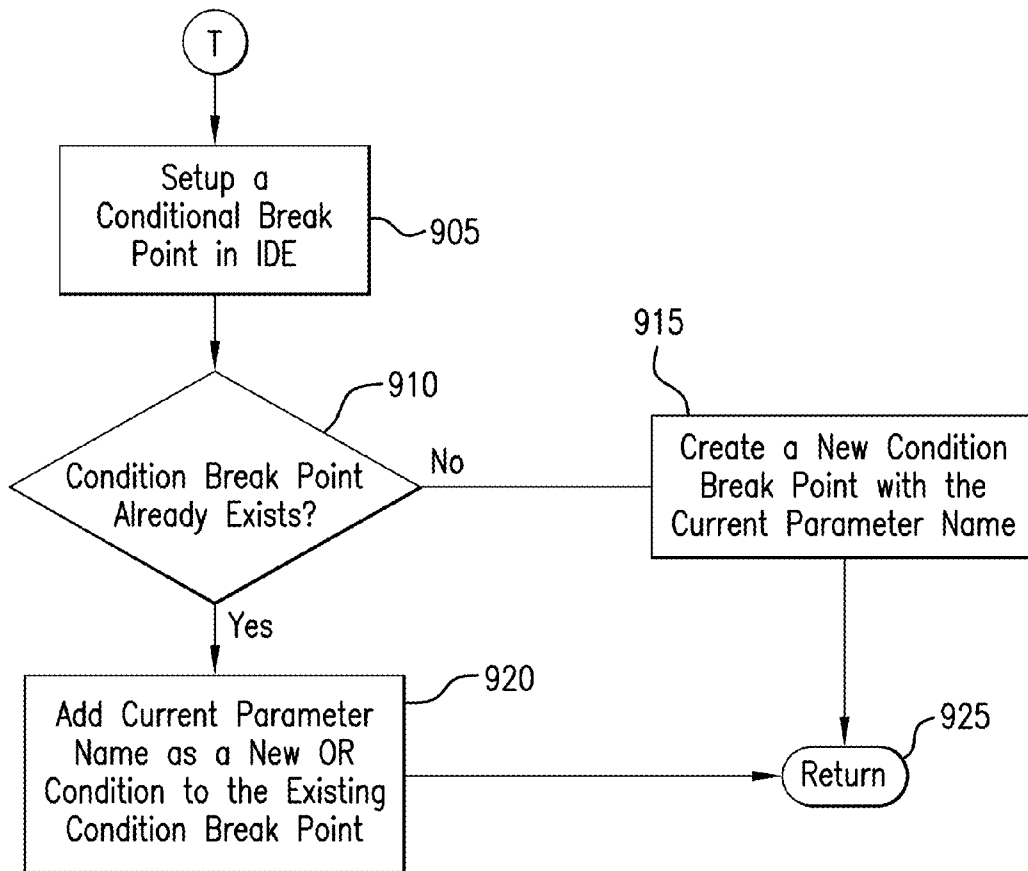 T
Setup a
Conditional Break
Point in IDE
905
910
Condition Break Point
Already Exists?
No
915
Create a New Condition
Break Point with the
Current Parameter Name
Yes
920
Add Current Parameter
Name as a New OR
Condition to the Existing
Condition Break Point
925
Return